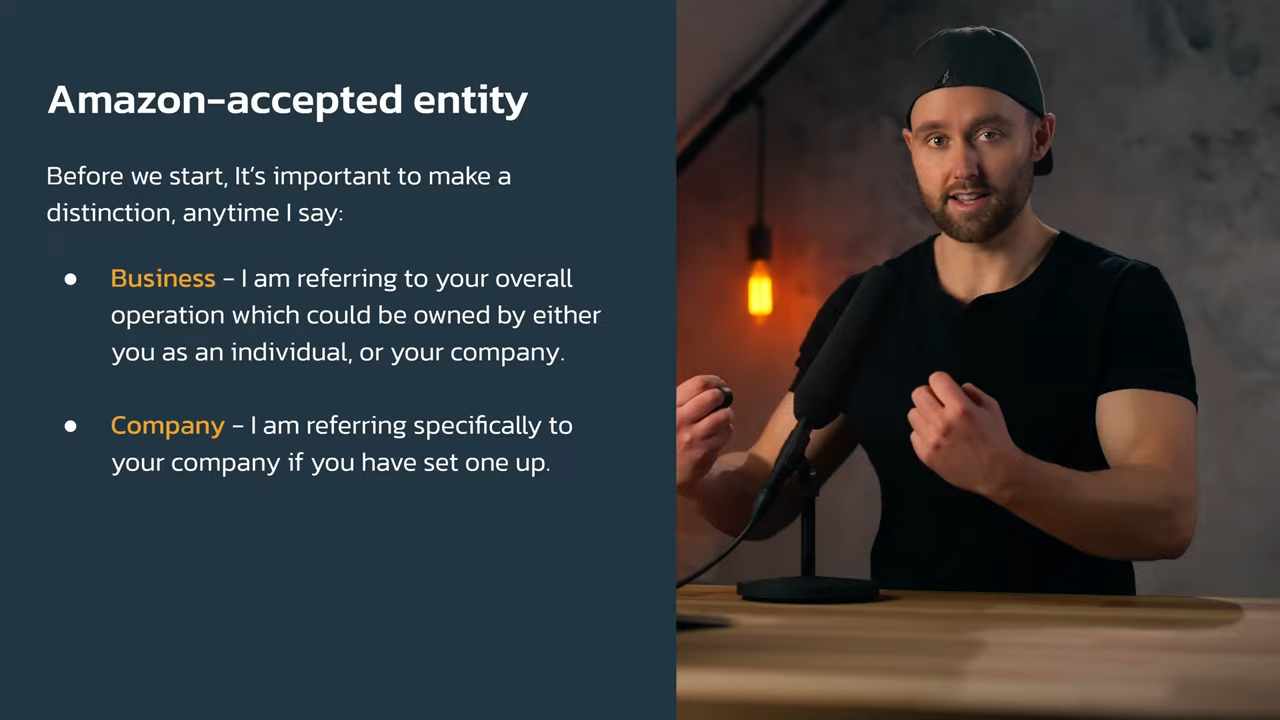 Amazon-accepted entity
Before we start, It's important to make a
distinction, anytime I say:
● Business - I am referring to your overall
operation which could be owned by either
you as an individual, or your company.
● Company - I am referring specifically to
your company if you have set one up.